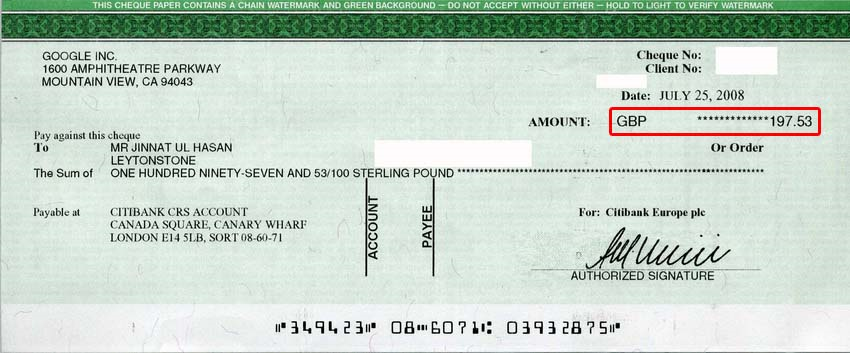 THIS CHEQUE PAPER CONTAINS A CHAIN WATERMARK AND GREEN BACKGROUND – DO NOT ACCEPT WITHOUT EITHER – HOLD TO LIGHT TO VERIFY WATERMARK
GOOGLE INC.
1600 AMPHITHEATRE PARKWAY
MOUNTAIN VIEW, CA 94043
Cheque No:
Client No:
Date: JULY 25, 2008
AMOUNT: GBP *************197.53
Pay against this cheque
To MR JINNAT UL HASAN Or Order
LEYTONSTONE
The Sum of ONE HUNDRED NINETY-SEVEN AND 53/100 STERLING POUND ****************************************************************
Payable at CITIBANK CRS ACCOUNT
CANADA SQUARE, CANARY WHARF
LONDON E14 5LB, SORT 08-60-71
ACCOUNT
PAYEE
For: Citibank Europe plc
AUTHORIZED SIGNATURE
⑈349423⑈ 08⑉6071⑆ 03932875⑈